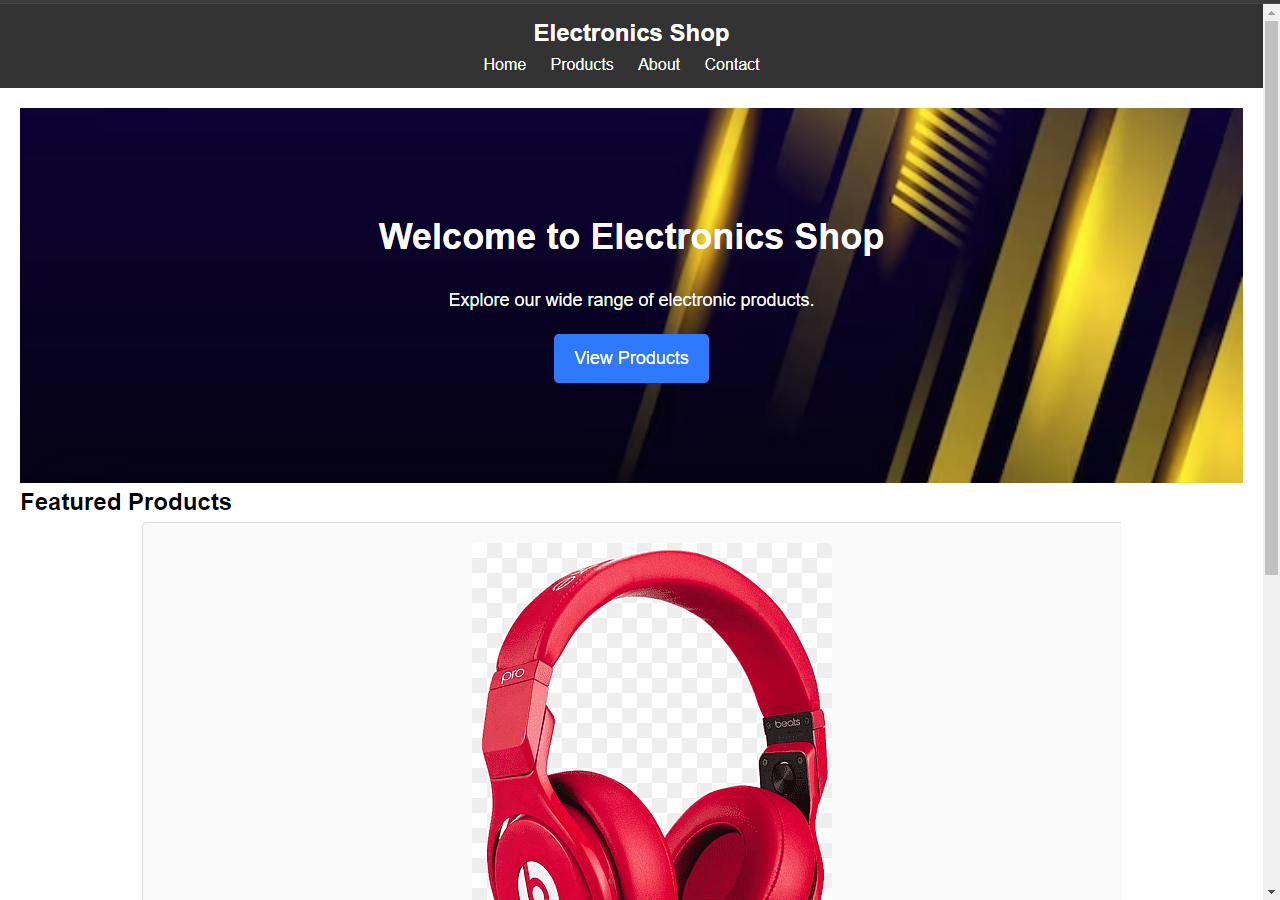 Electronics Shop
Home Products About Contact
Welcome to Electronics Shop
Explore our wide range of electronic products.
View Products
Featured Products
pro
beats
b